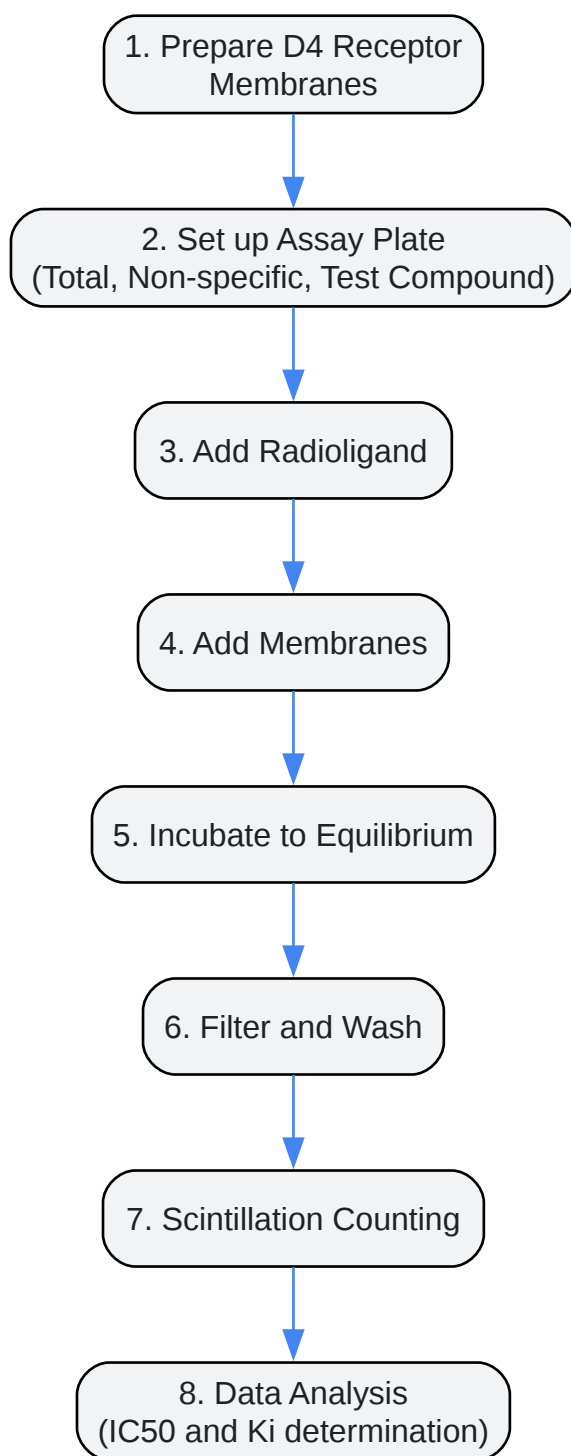 1. Prepare D4 Receptor
Membranes
2. Set up Assay Plate
(Total, Non-specific, Test Compound)
3. Add Radioligand
4. Add Membranes
5. Incubate to Equilibrium
6. Filter and Wash
7. Scintillation Counting
8. Data Analysis
(IC50 and Ki determination)